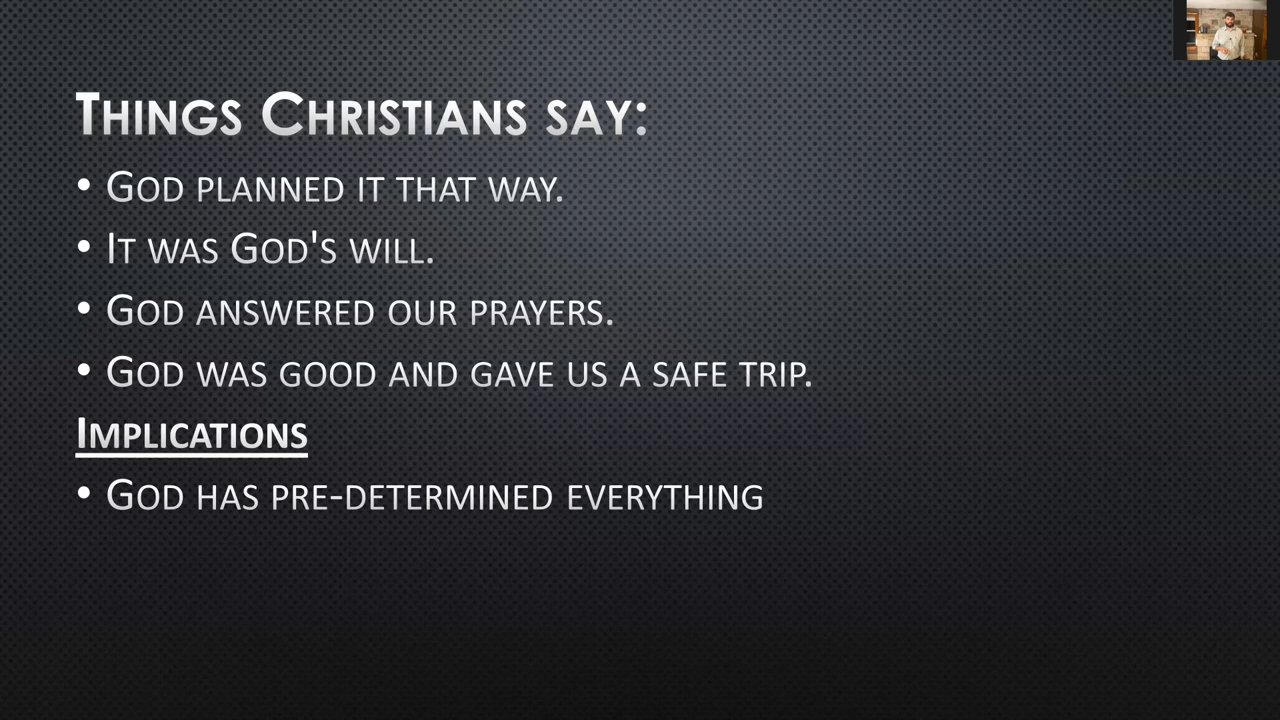 Things Christians say:
• God planned it that way.
• It was God's will.
• God answered our prayers.
• God was good and gave us a safe trip.
Implications
• God has pre-determined everything